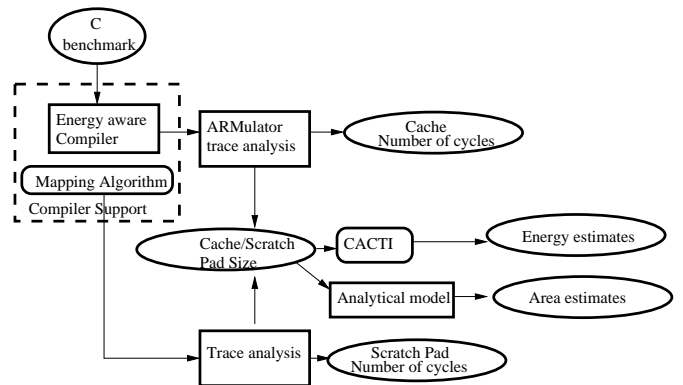 C
benchmark
Energy aware
Compiler
ARMulator
trace analysis
Cache
Number of cycles
Mapping Algorithm
Compiler Support
Cache/Scratch
Pad Size
CACTI
Energy estimates
Analytical model
Area estimates
Trace analysis
Scratch Pad
Number of cycles